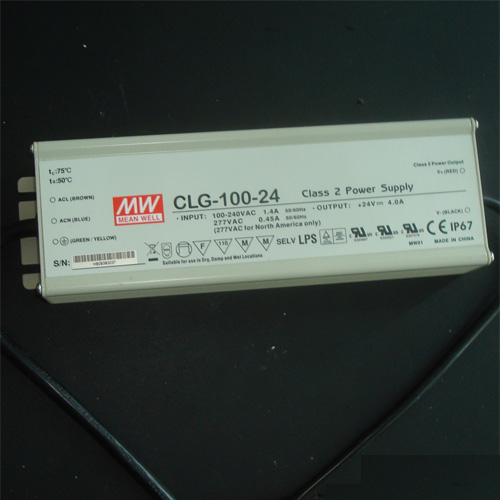 tc:75°C
ta:50°C
ACL (BROWN)
ACN (BLUE)
(GREEN / YELLOW)
S/N:
MW
MEAN WELL
CLG-100-24
Class 2 Power Supply
INPUT: 100-240VAC 1.4A 50/60Hz
277VAC 0.45A 50/60Hz
(277VAC for North America only)
OUTPUT: +24V 4.0A
F 110 M M SELV LPS
Suitable for use in Dry, Damp and Wet Locations
Class 2 Power Output
V+ (RED)
V- (BLACK)
CE IP67
MW01 MADE IN CHINA